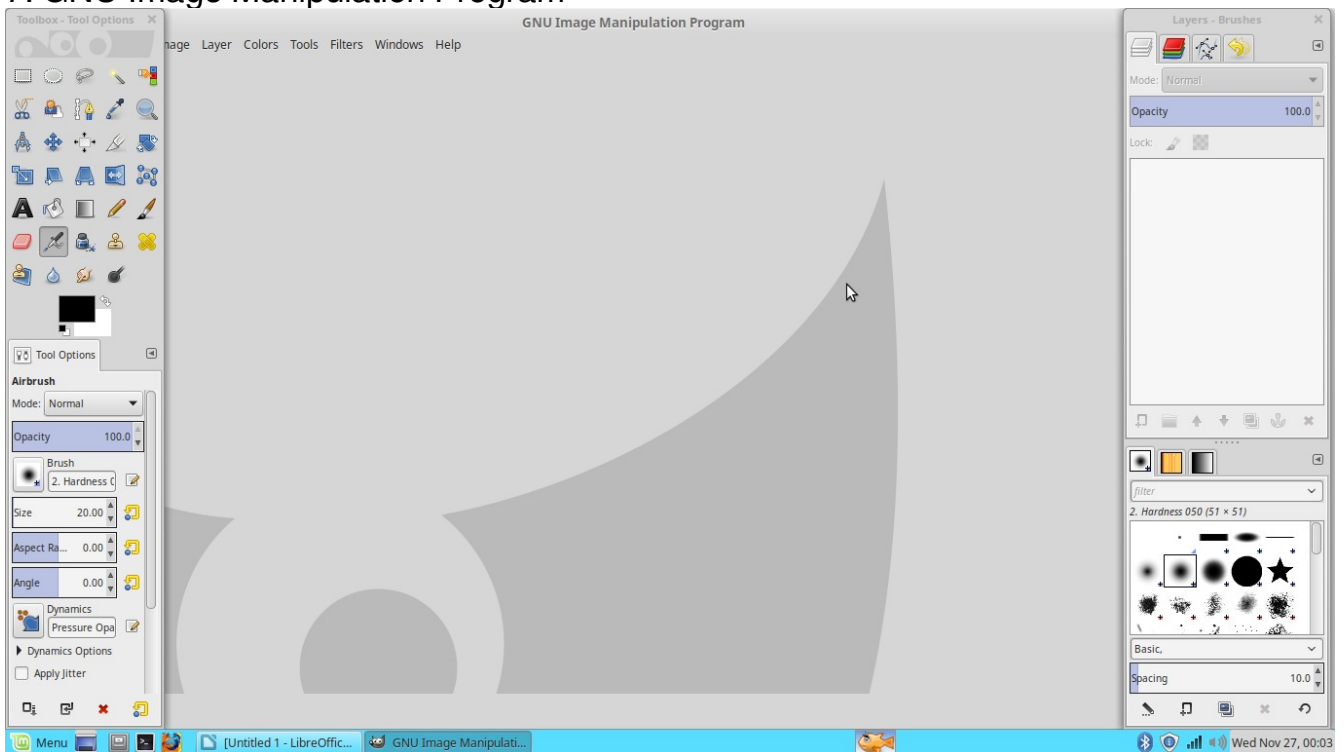 Toolbox - Tool Options
GNU Image Manipulation Program
Layer Colors Tools Filters Windows Help
Tool Options
Airbrush
Mode: Normal
Opacity 100.0
Brush
2. Hardness
Size 20.00
Aspect Ra... 0.00
Angle 0.00
Dynamics
Pressure Opa
Dynamics Options
Apply Jitter
Layers - Brushes
Mode: Normal
Opacity 100.0
Lock:
filter
2. Hardness 050 (51 × 51)
Basic,
Spacing 10.0
Menu
[Untitled 1 - LibreOffic...
GNU Image Manipulati...
Wed Nov 27, 00:03